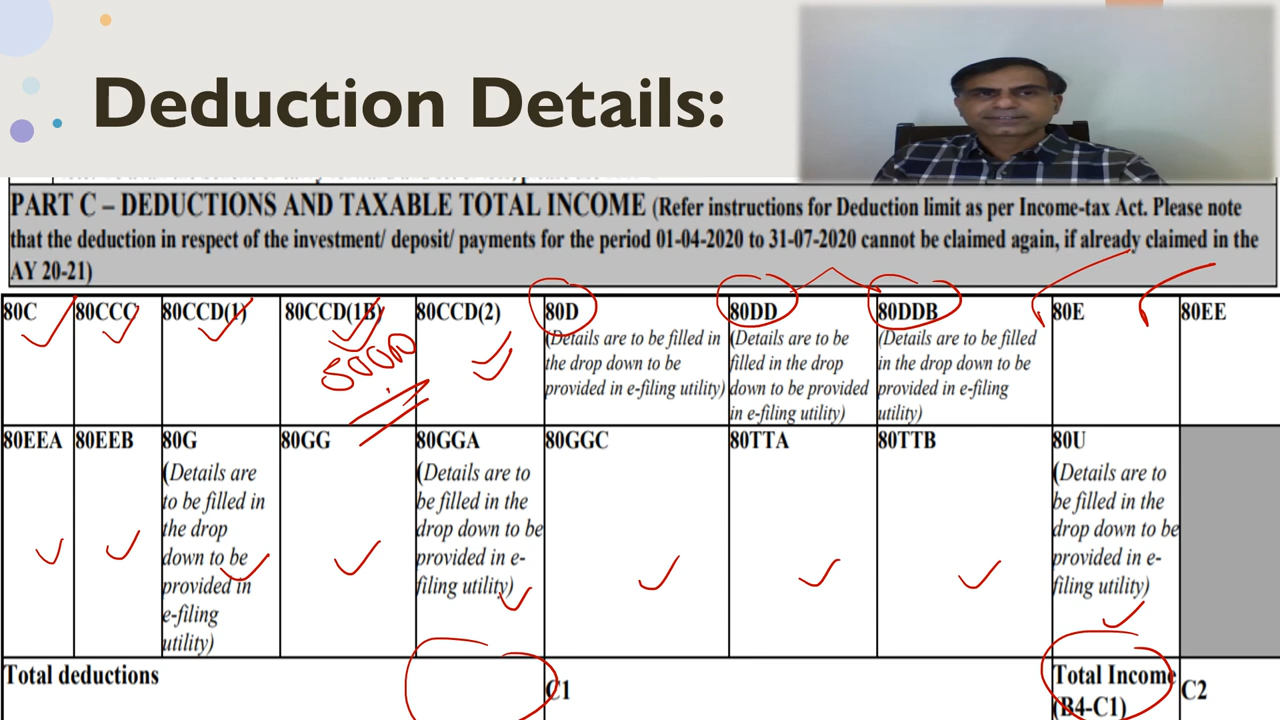 Deduction Details:
PART C – DEDUCTIONS AND TAXABLE TOTAL INCOME (Refer instructions for Deduction limit as per Income-tax Act. Please note
that the deduction in respect of the investment/ deposit/ payments for the period 01-04-2020 to 31-07-2020 cannot be claimed again, if already claimed in the
AY 20-21)
80C
80CCC
80CCD(1)
80CCD(1B)
80CCD(2)
80D
(Details are to be filled in
the drop down to be
provided in e-filing utility)
80DD
(Details are to be
filled in the drop
down to be provided
in e-filing utility)
80DDB
(Details are to be filled
in the drop down to be
provided in e-filing
utility)
80E
80EE
80EEA
80EEB
80G
(Details are
to be filled in
the drop
down to be
provided in
e-filing
utility)
80GG
80GGA
(Details are to
be filled in the
drop down to be
provided in e-
filing utility)
80GGC
80TTA
80TTB
80U
(Details are to
be filled in the
drop down to be
provided in e-
filing utility)
Total deductions
C1
Total Income
(B4-C1)
C2